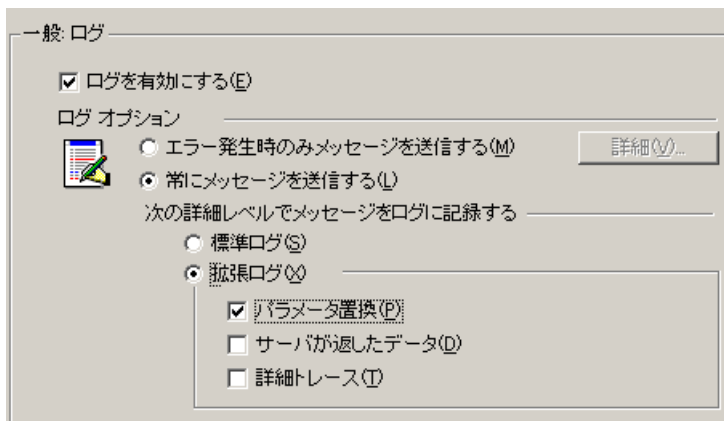 一般: ログ
ログを有効にする(E)
ログ オプション
エラー発生時のみメッセージを送信する(M)
詳細(V)...
常にメッセージを送信する(L)
次の詳細レベルでメッセージをログに記録する
標準ログ(S)
拡張ログ(X)
パラメータ置換(P)
サーバが返したデータ(D)
詳細トレース(T)